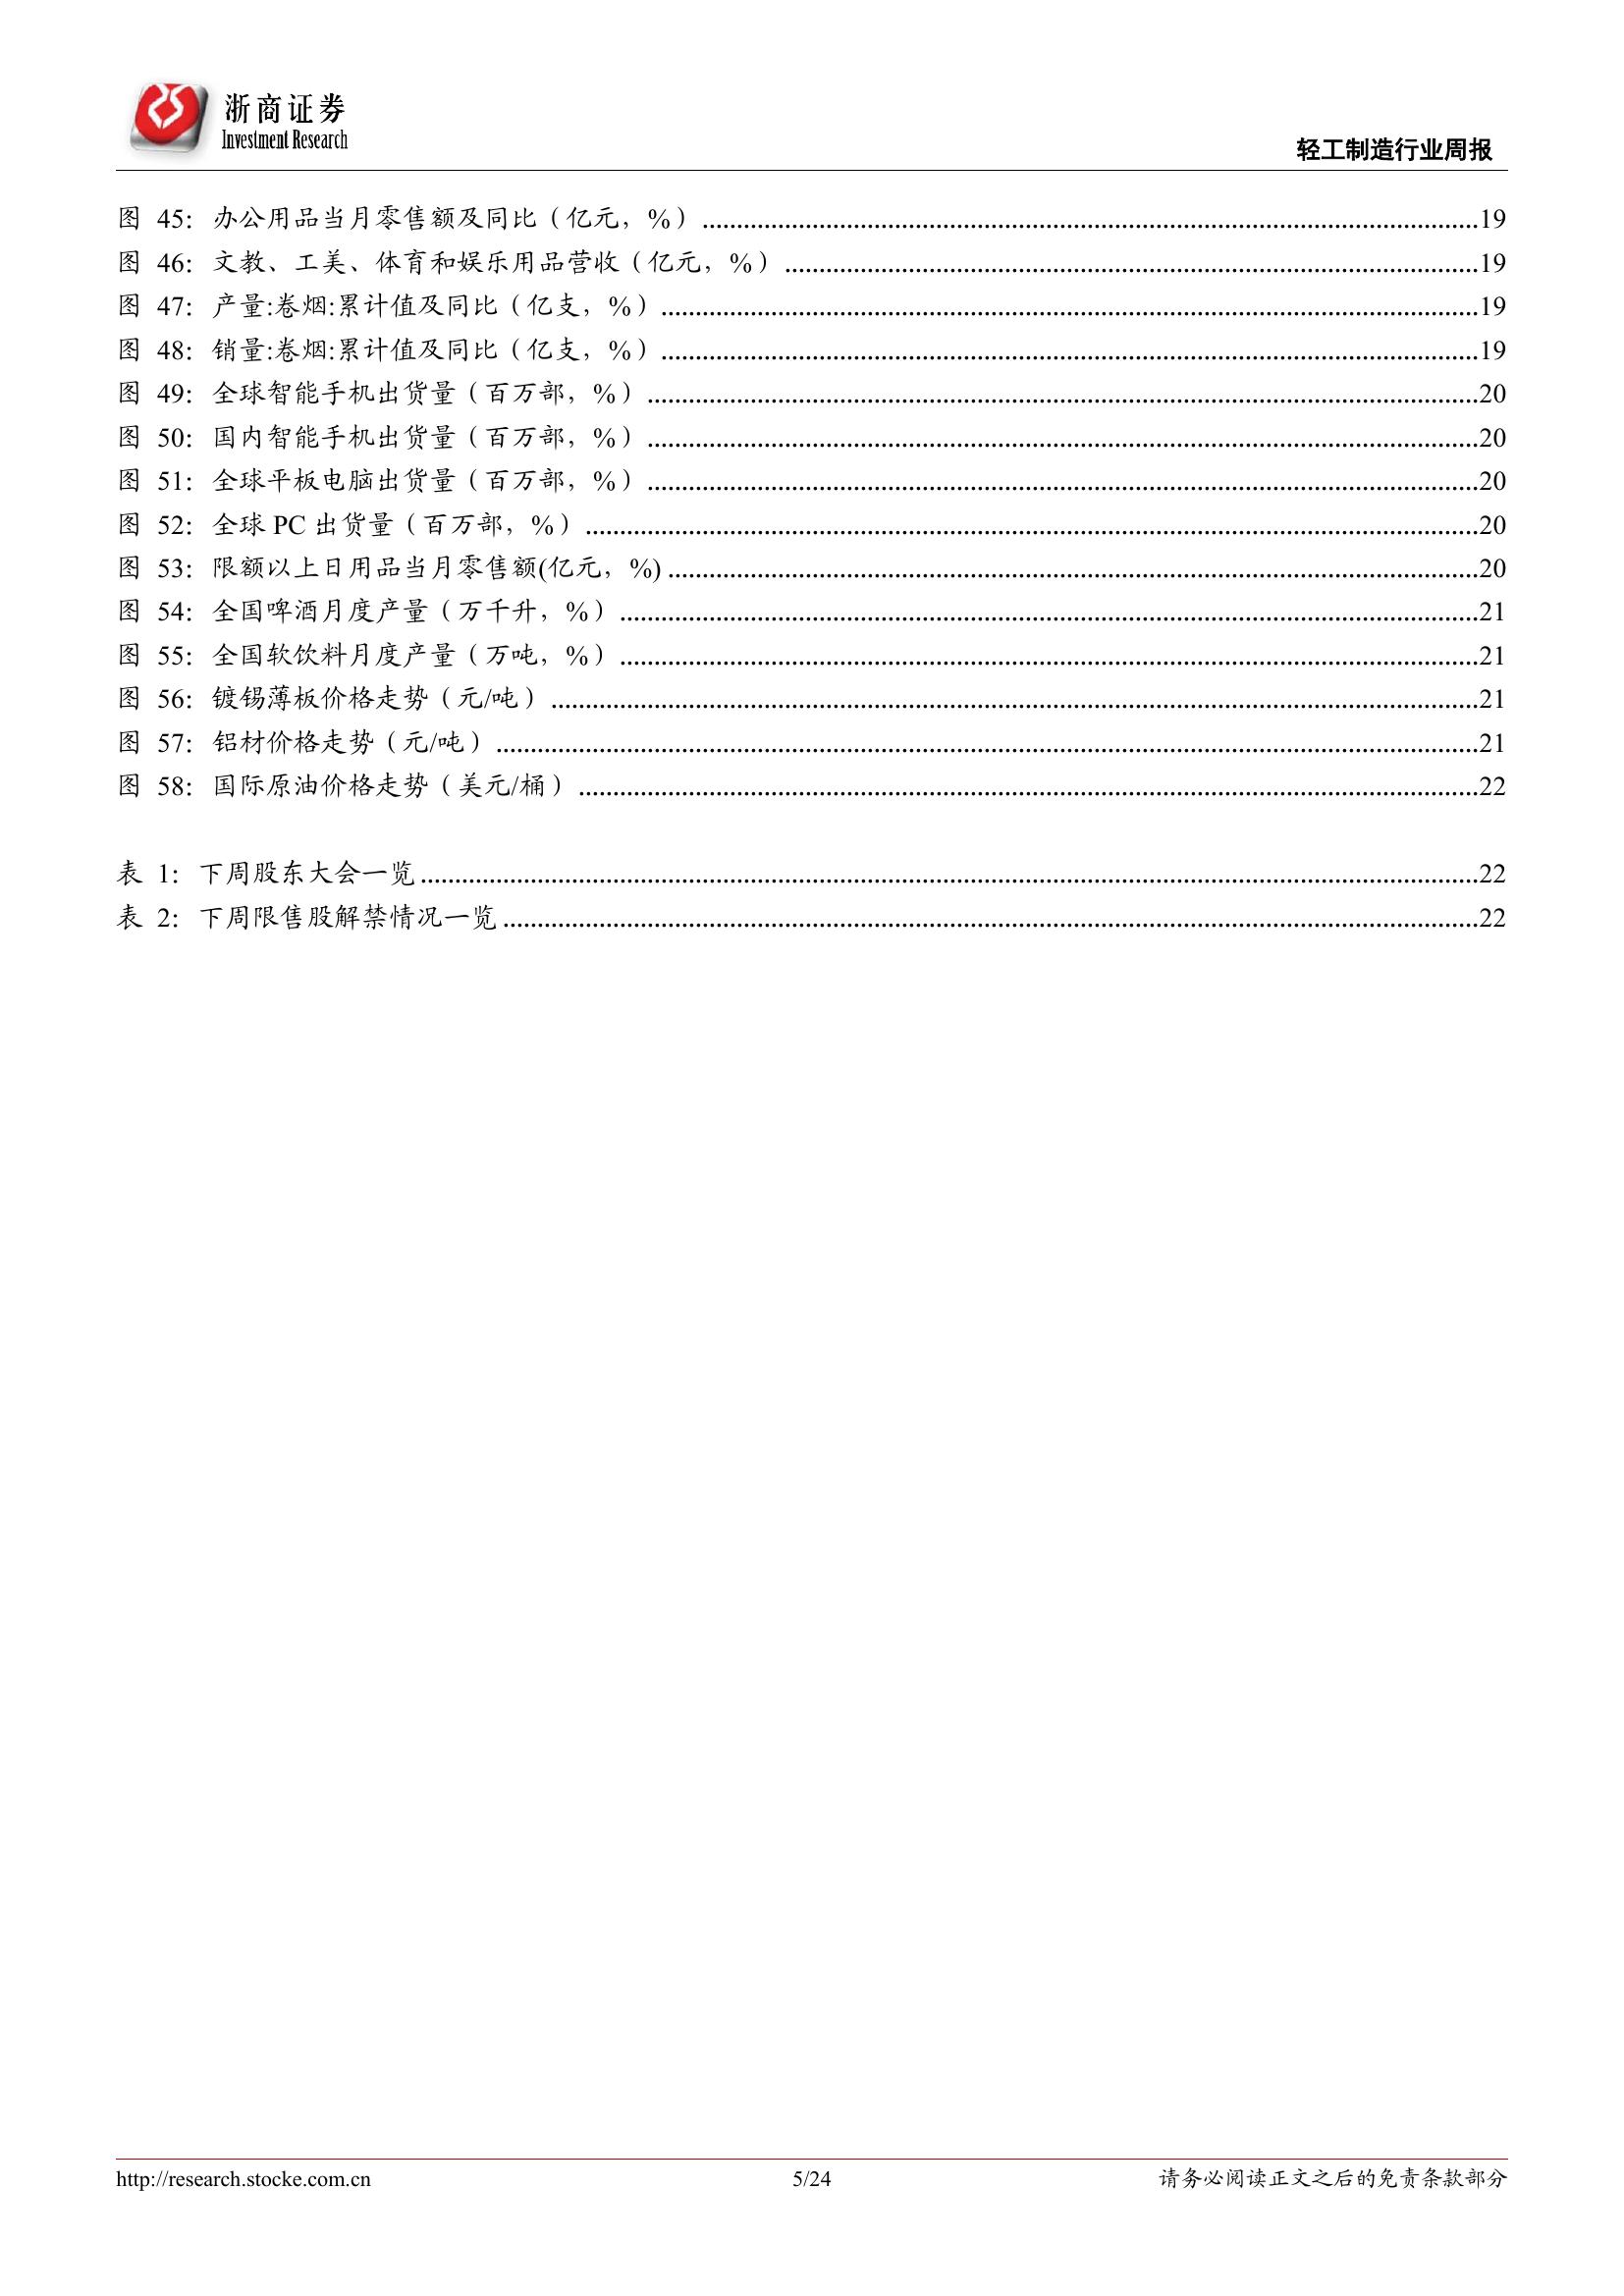 浙商证券
Investment Research
轻工制造行业周报
图 45：办公用品当月零售额及同比（亿元，%）19
图 46：文教、工美、体育和娱乐用品营收（亿元，%）19
图 47：产量:卷烟:累计值及同比（亿支，%）19
图 48：销量:卷烟:累计值及同比（亿支，%）19
图 49：全球智能手机出货量（百万部，%）20
图 50：国内智能手机出货量（百万部，%）20
图 51：全球平板电脑出货量（百万部，%）20
图 52：全球 PC 出货量（百万部，%）20
图 53：限额以上日用品当月零售额(亿元，%)20
图 54：全国啤酒月度产量（万千升，%）21
图 55：全国软饮料月度产量（万吨，%）21
图 56：镀锡薄板价格走势（元/吨）21
图 57：铝材价格走势（元/吨）21
图 58：国际原油价格走势（美元/桶）22
表 1：下周股东大会一览22
表 2：下周限售股解禁情况一览22
http://research.stocke.com.cn 5/24 请务必阅读正文之后的免责条款部分